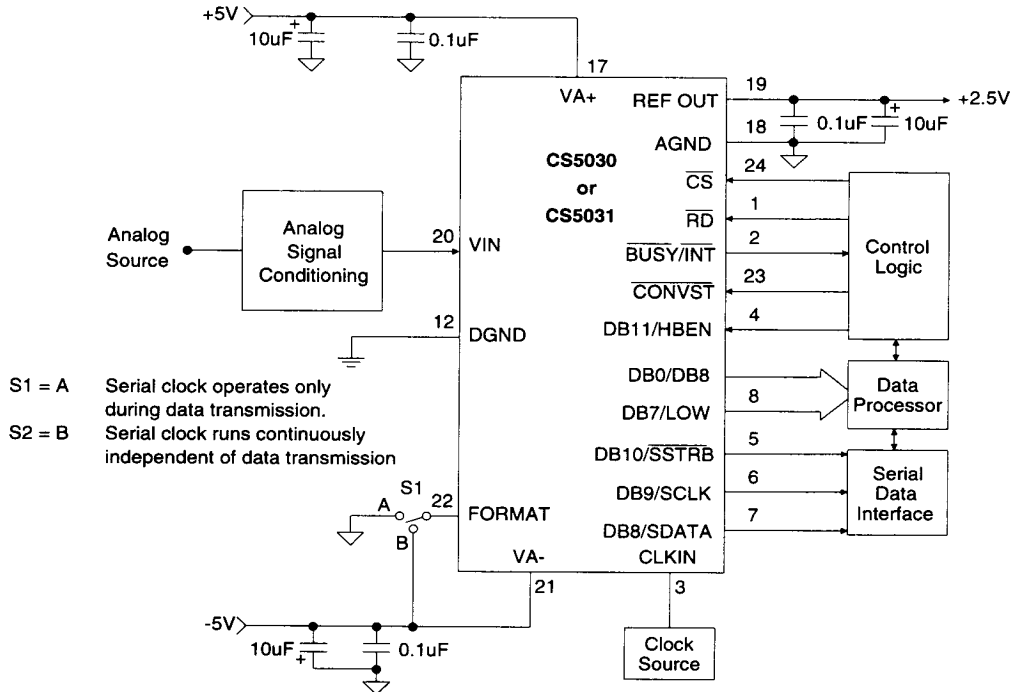 +5V
+
10uF
0.1uF
17
VA+
REF OUT
19
+2.5V
+
0.1uF
10uF
AGND
18
CS5030
or
CS5031
CS
24
RD
1
BUSY/INT
2
CONVST
23
DB11/HBEN
4
Control
Logic
Analog
Source
Analog
Signal
Conditioning
20
VIN
12
DGND
S1 = A Serial clock operates only
during data transmission.
S2 = B Serial clock runs continuously
independent of data transmission
DB0/DB8
DB7/LOW
8
Data
Processor
DB10/SSTRB
5
DB9/SCLK
6
DB8/SDATA
7
Serial
Data
Interface
S1
A
B
22
FORMAT
VA-
21
CLKIN
3
Clock
Source
-5V
10uF
+
0.1uF